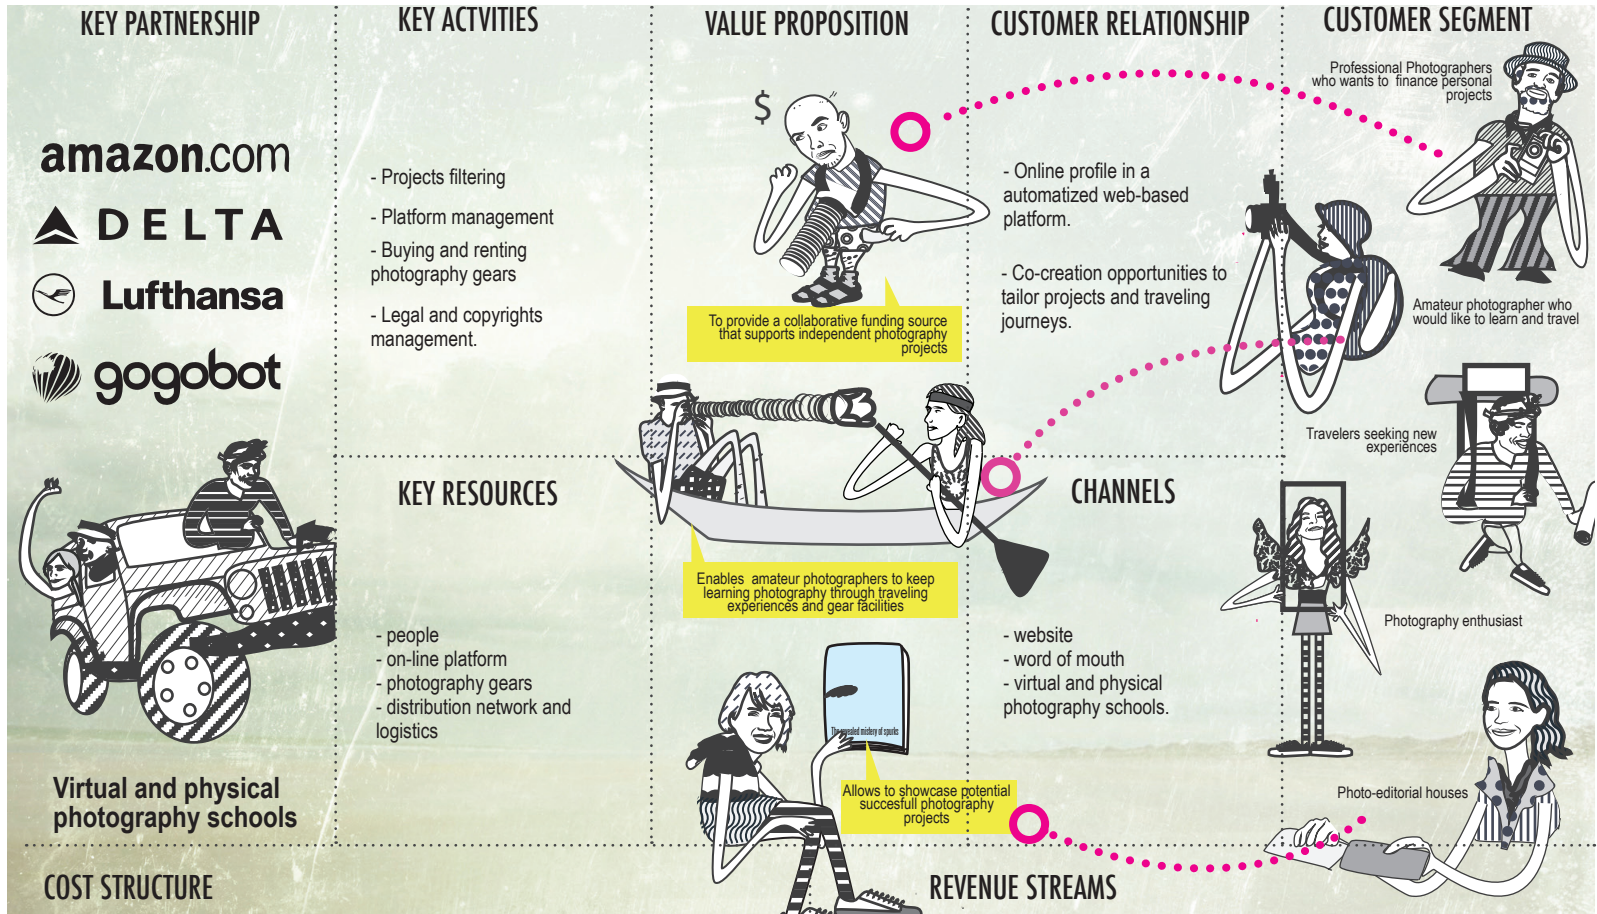 KEY PARTNERSHIP
amazon.com
DELTA
Lufthansa
gogobot
Virtual and physical
photography schools
KEY ACTVITIES
- Projects filtering
- Platform management
- Buying and renting
photography gears
- Legal and copyrights
management.
KEY RESOURCES
- people
- on-line platform
- photography gears
- distribution network and
logistics
VALUE PROPOSITION
$
To provide a collaborative funding source
that supports independent photography
projects
Enables amateur photographers to keep
learning photography through traveling
experiences and gear facilities
The revealed mistery of spurks
Allows to showcase potential
succesfull photography
projects
CUSTOMER RELATIONSHIP
- Online profile in a
automatized web-based
platform.
- Co-creation opportunities to
tailor projects and traveling
journeys.
CHANNELS
- website
- word of mouth
- virtual and physical
photography schools.
CUSTOMER SEGMENT
Professional Photographers
who wants to finance personal
projects
Amateur photographer who
would like to learn and travel
Travelers seeking new
experiences
Photography enthusiast
Photo-editorial houses
COST STRUCTURE
REVENUE STREAMS